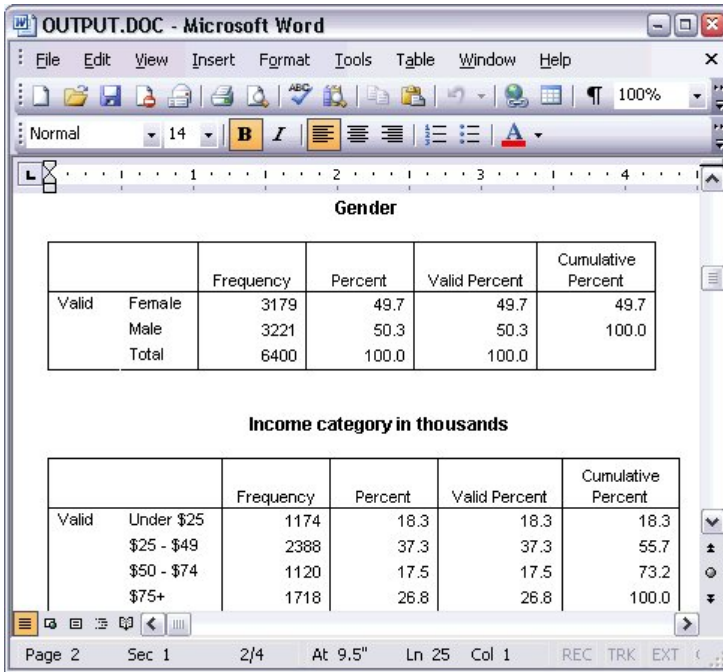 OUTPUT.DOC - Microsoft Word
File Edit View Insert Format Tools Table Window Help
ABC 100%
Normal 14 B I A
1 2 3 4
Gender
Frequency Percent Valid Percent Cumulative Percent
Valid Female 3179 49.7 49.7 49.7
Male 3221 50.3 50.3 100.0
Total 6400 100.0 100.0
Income category in thousands
Frequency Percent Valid Percent Cumulative Percent
Valid Under $25 1174 18.3 18.3 18.3
$25 - $49 2388 37.3 37.3 55.7
$50 - $74 1120 17.5 17.5 73.2
$75+ 1718 26.8 26.8 100.0
Page 2 Sec 1 2/4 At 9.5" Ln 25 Col 1 REC TRK EXT